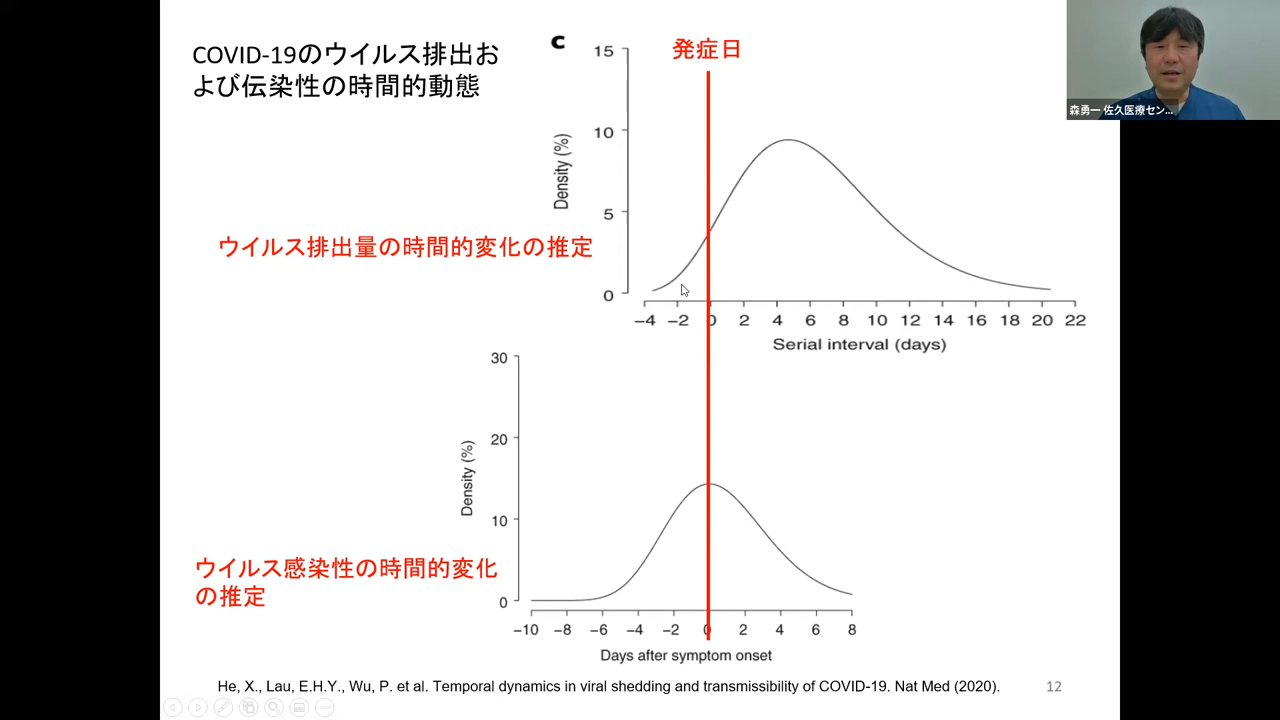 COVID-19のウイルス排出お
よび伝染性の時間的動態
c
発症日
森勇一 佐久医療セン...
15
10
5
0
Density (%)
ウイルス排出量の時間的変化の推定
−4 −2 0 2 4 6 8 10 12 14 16 18 20 22
Serial interval (days)
30
20
10
0
Density (%)
ウイルス感染性の時間的変化
の推定
−10 −8 −6 −4 −2 0 2 4 6 8
Days after symptom onset
He, X., Lau, E.H.Y., Wu, P. et al. Temporal dynamics in viral shedding and transmissibility of COVID-19. Nat Med (2020).
12